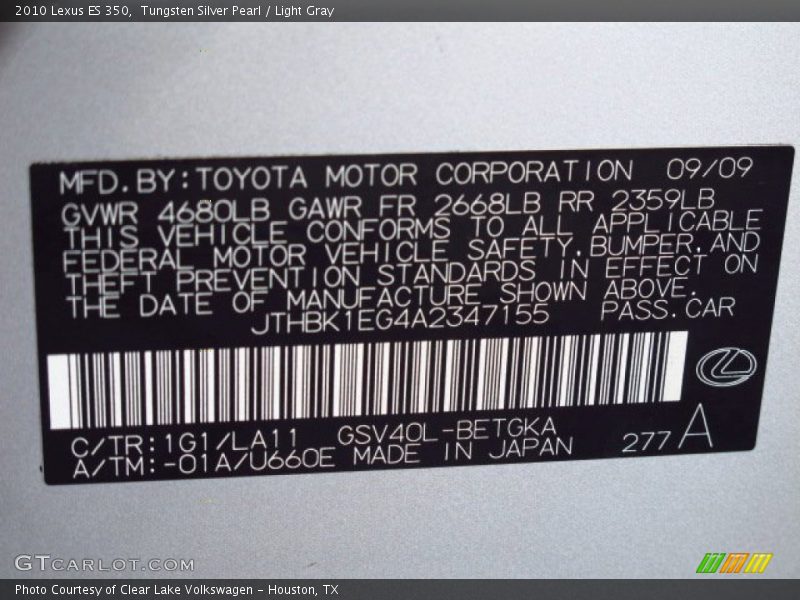 2010 Lexus ES 350,  Tungsten Silver Pearl / Light Gray
MFD.BY:TOYOTA MOTOR CORPORATION 09/09
GVWR 4680LB GAWR FR 2668LB RR 2359LB
THIS VEHICLE CONFORMS TO ALL APPLICABLE
FEDERAL MOTOR VEHICLE SAFETY,BUMPER,AND
THEFT PREVENTION STANDARDS IN EFFECT ON
THE DATE OF MANUFACTURE SHOWN ABOVE.
JTHBK1EG4A2347155 PASS.CAR
C/TR:1G1/LA11 GSV40L-BETGKA
A/TM:-01A/U660E MADE IN JAPAN 277 A
GTCARLOT.COM
Photo Courtesy of Clear Lake Volkswagen - Houston, TX